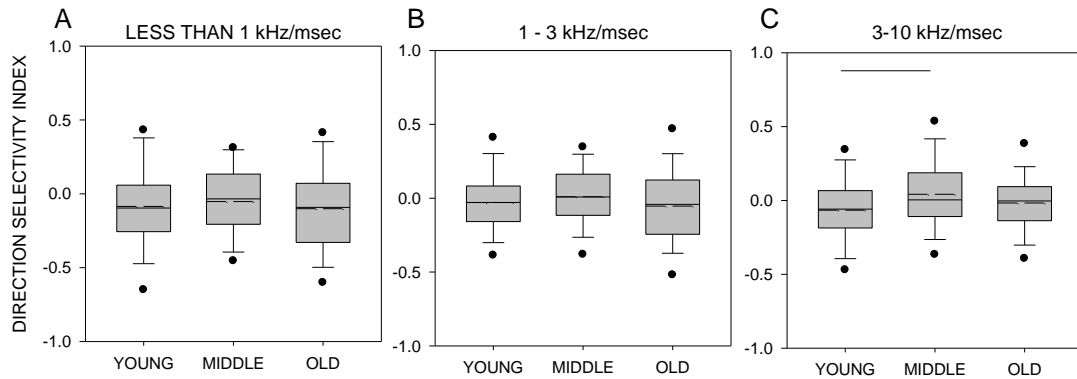 A
LESS THAN 1 kHz/msec
DIRECTION SELECTIVITY INDEX
1.0
0.5
0.0
-0.5
-1.0
YOUNG MIDDLE OLD
B
1 - 3 kHz/msec
1.0
0.5
0.0
-0.5
-1.0
YOUNG MIDDLE OLD
C
3-10 kHz/msec
1.0
0.5
0.0
-0.5
-1.0
YOUNG MIDDLE OLD